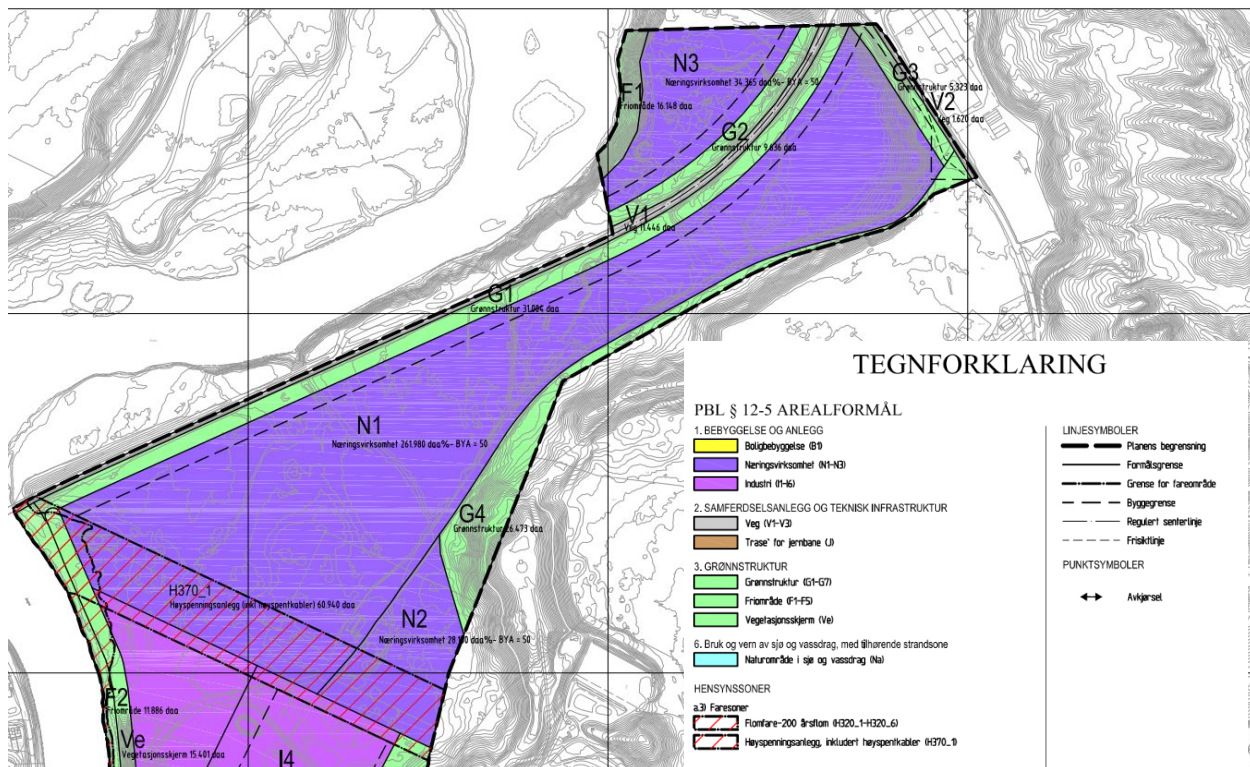 N3
Næringsvirksomhet 34.365 daa%- BYA = 50
G3
Grønnstruktur 5.323 daa
F1
Friområde 16.148 daa
V2
Veg 1.620 daa
G2
Grønnstruktur 9.636 daa
V1
Veg 11.446 daa
G1
Grønnstruktur 31.004 daa
N1
Næringsvirksomhet 261.980 daa%- BYA = 50
G4
Grønnstruktur 26.473 daa
H370_1
Høyspenningsanlegg (inkl høyspentkabler) 60.940 daa
N2
Næringsvirksomhet 28.110 daa%- BYA = 50
F2
Friområde 11.886 daa
Ve
Vegetasjonsskjerm 15.401 daa
I4
TEGNFORKLARING
PBL § 12-5 AREALFORMÅL
1. BEBYGGELSE OG ANLEGG
Boligbebyggelse (B1)
Næringsvirksomhet (N1-N3)
Industri (I1-I6)
2. SAMFERDSELSANLEGG OG TEKNISK INFRASTRUKTUR
Veg (V1-V3)
Trase` for jernbane (J)
3. GRØNNSTRUKTUR
Grønnstruktur (G1-G7)
Friområde (F1-F5)
Vegetasjonsskjerm (Ve)
6. Bruk og vern av sjø og vassdrag, med tilhørende strandsone
Naturområde i sjø og vassdrag (Na)
HENSYNSSONER
a.3) Faresoner
Flomfare-200 årsflom (H320_1-H320_6)
Høyspenningsanlegg, inkludert høyspentkabler (H370_1)
LINJESYMBOLER
Planens begrensning
Formålsgrense
Grense for fareområde
Byggegrense
Regulert senterlinje
Frisiktlinje
PUNKTSYMBOLER
Avkjørsel